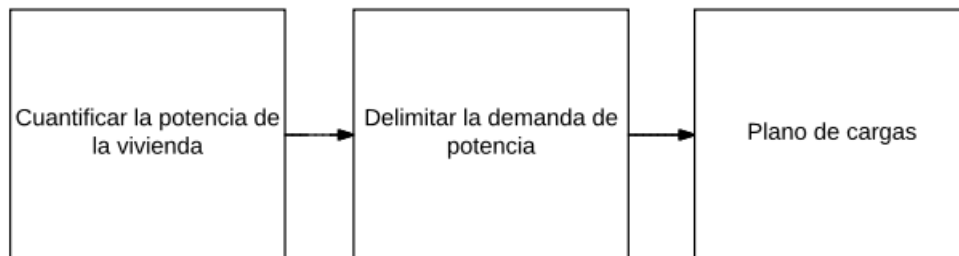 Cuantificar la potencia de
la vivienda
Delimitar la demanda de
potencia
Plano de cargas